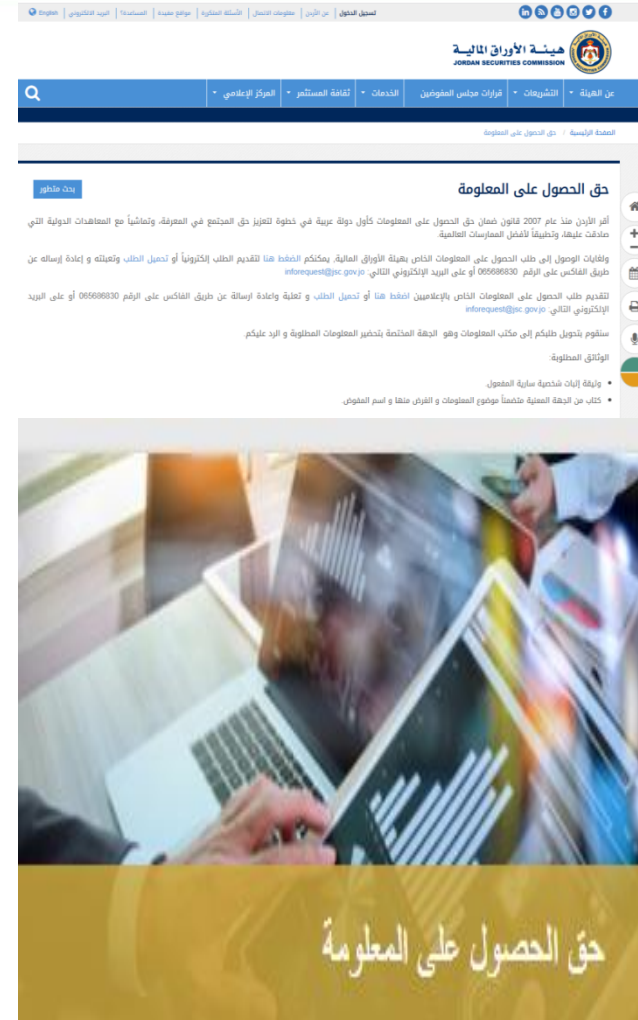 تسجيل الدخول | عن الأردن | معلومات الاتصال | الأسئلة المتكررة | مواقع مفيدة | المساعدة؟ | البريد الالكتروني | English
هيئة الأوراق المالية
JORDAN SECURITIES COMMISSION
عن الهيئة
التشريعات
قرارات مجلس المفوضين
الخدمات
ثقافة المستثمر
المركز الإعلامي
الصفحة الرئيسية / حق الحصول على المعلومة
حق الحصول على المعلومة
بحث متطور
أقر الأردن منذ عام 2007 قانون ضمان حق الحصول على المعلومات كأول دولة عربية في خطوة لتعزيز حق المجتمع في المعرفة، وتماشياً مع المعاهدات الدولية التي
صادقت عليها، وتطبيقاً لأفضل الممارسات العالمية.
ولغايات الوصول إلى طلب الحصول على المعلومات الخاص بهيئة الأوراق المالية، يمكنكم الضغط هنا لتقديم الطلب إلكترونياً أو تحميل الطلب وتعبئته و إعادة إرساله عن
طريق الفاكس على الرقم 065686830 أو على البريد الإلكتروني التالي: inforequest@jsc.gov.jo
لتقديم طلب الحصول على المعلومات الخاص بالإعلاميين اضغط هنا أو تحميل الطلب و تعبئة واعادة ارسالة عن طريق الفاكس على الرقم 065686830 أو على البريد
الإلكتروني التالي: inforequest@jsc.gov.jo
سنقوم بتحويل طلبكم إلى مكتب المعلومات وهو الجهة المختصة بتحضير المعلومات المطلوبة و الرد عليكم.
الوثائق المطلوبة:
وثيقة إثبات شخصية سارية المفعول.
كتاب من الجهة المعنية متضمناً موضوع المعلومات و الغرض منها و اسم المفوض.
حق الحصول على المعلومة